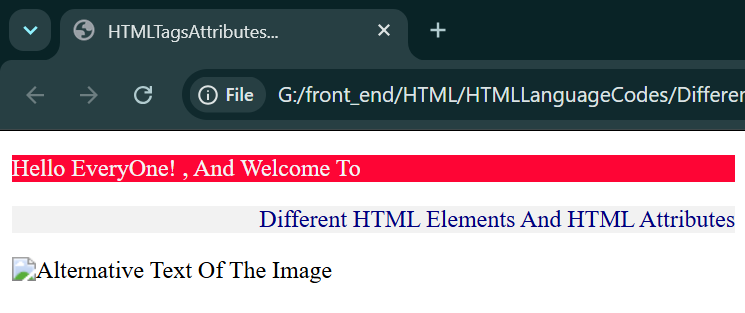 HTMLTagsAttributes...
File
G:/front_end/HTML/HTMLLanguageCodes/Differen
Hello EveryOne! , And Welcome To
Different HTML Elements And HTML Attributes
Alternative Text Of The Image